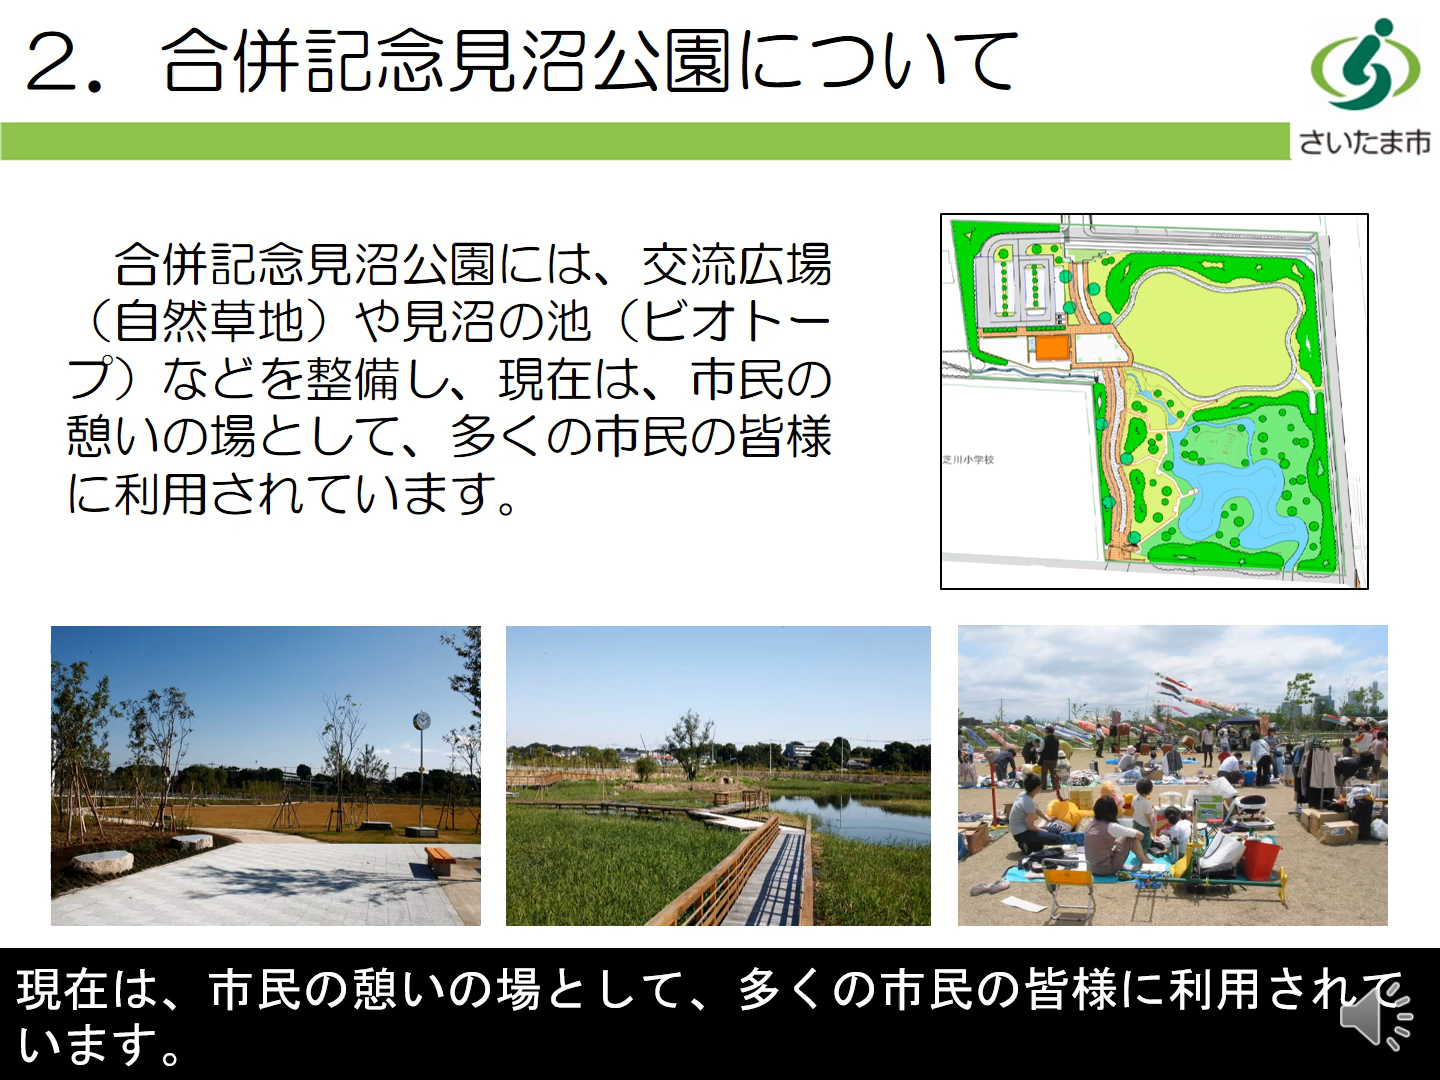 ２．合併記念見沼公園について
さいたま市
合併記念見沼公園には、交流広場
（自然草地）や見沼の池（ビオトー
プ）などを整備し、現在は、市民の
憩いの場として、多くの市民の皆様
に利用されています。
芝川小学校
現在は、市民の憩いの場として、多くの市民の皆様に利用されて
います。